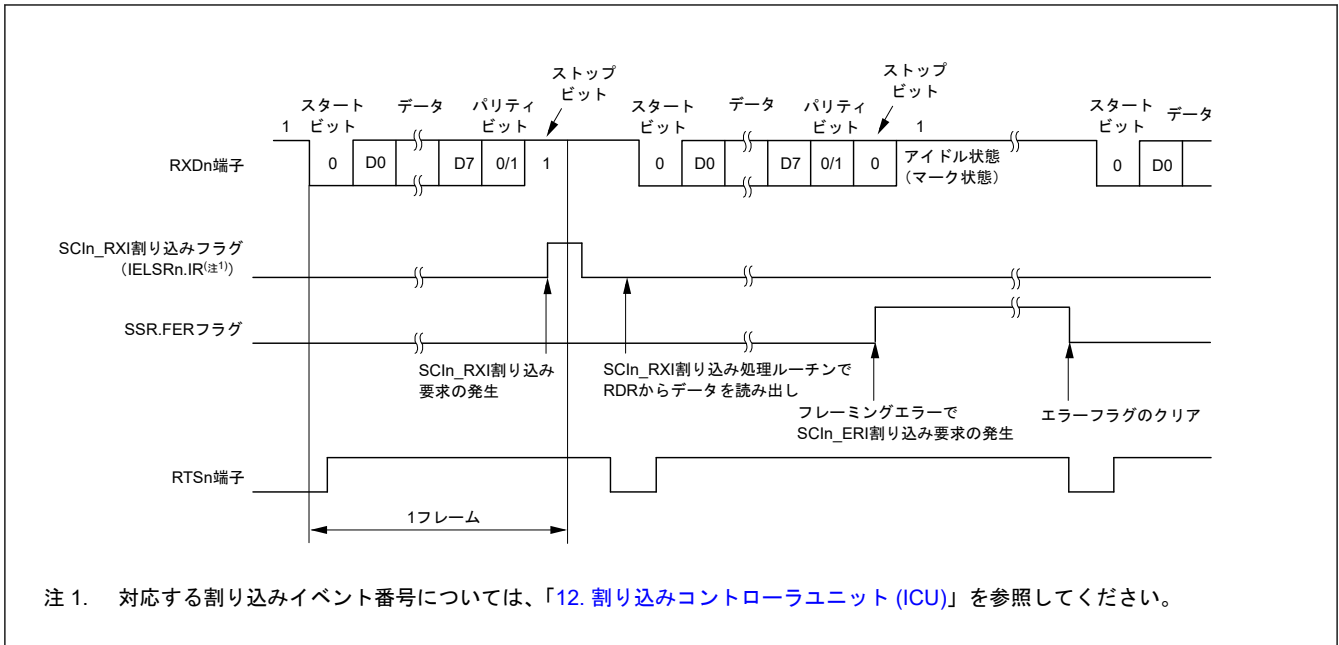 ストップ
ビット
ストップ
ビット
スタート
ビット
データ
パリティ
ビット
スタート
ビット
データ
パリティ
ビット
スタート
ビット
データ
1
1
RXDn端子
0
D0
D7
0/1
1
0
D0
D7
0/1
0
アイドル状態
(マーク状態)
0
D0
SCIn_RXI割り込みフラグ
(IELSRn.IR(注1))
SSR.FERフラグ
SCIn_RXI割り込み
要求の発生
SCIn_RXI割り込み処理ルーチンで
RDRからデータを読み出し
フレーミングエラーで
SCIn_ERI割り込み要求の発生
エラーフラグのクリア
RTSn端子
1フレーム
注 1. 対応する割り込みイベント番号については、「12. 割り込みコントローラユニット (ICU)」を参照してください。